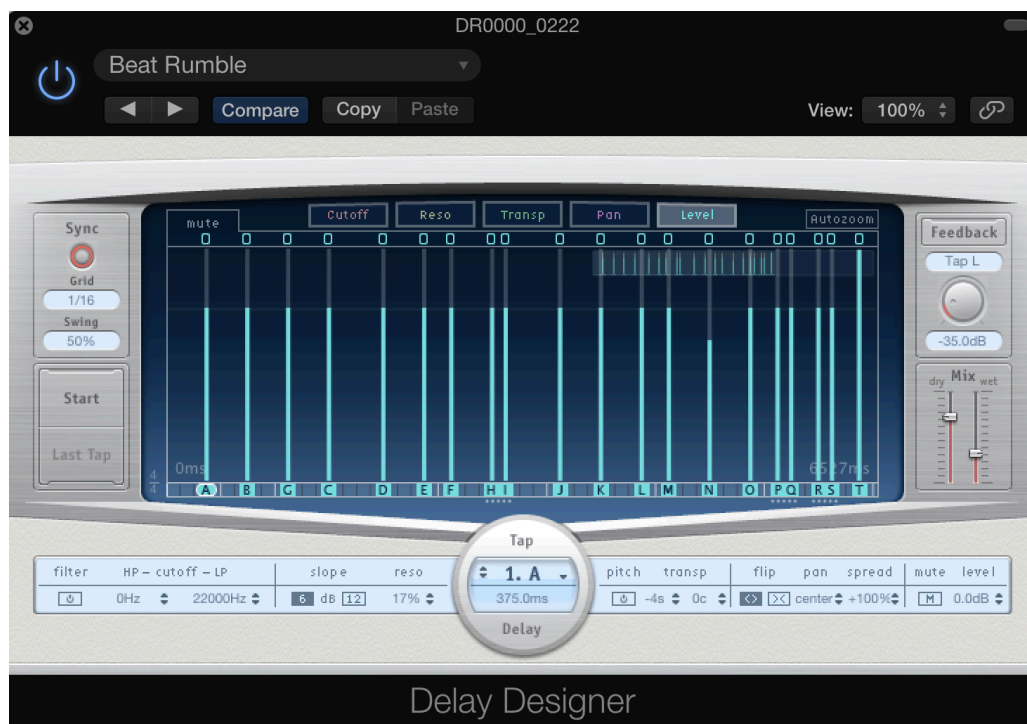 DR0000_0222
Beat Rumble
Compare Copy Paste View: 100%
Sync
Grid
1/16
Swing
50%
Start
Last Tap
mute Cutoff Reso Transp Pan Level Autozoom
0ms 6527ms
4
4
A B G C D E F H I J K L M N O P Q R S T
Feedback
Tap L
-35.0dB
Mix
dry wet
Tap
1. A
375.0ms
Delay
filter HP – cutoff – LP slope reso
0Hz 22000Hz 6 dB 12 17%
pitch transp flip pan spread mute level
-4s 0c center +100% M 0.0dB
Delay Designer